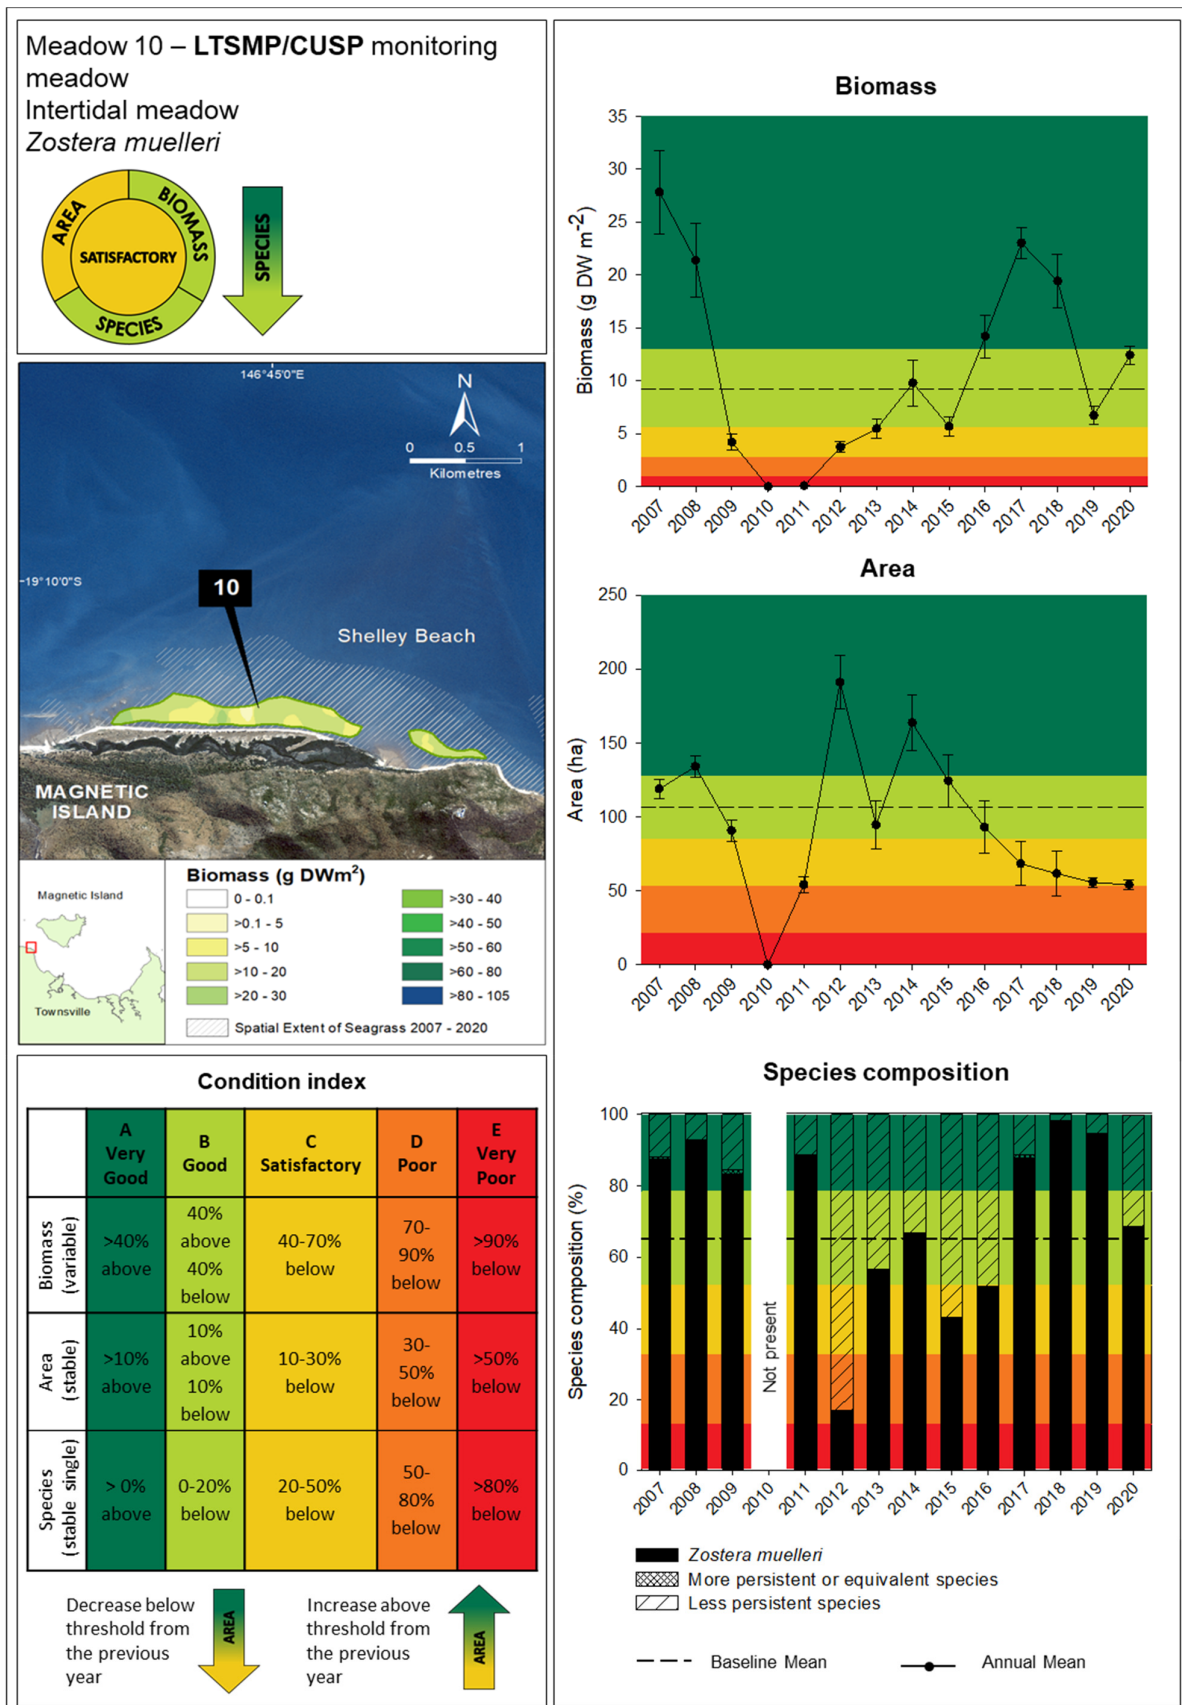 Meadow 10 – LTSMP/CUSP monitoring
meadow
Intertidal meadow
Zostera muelleri
AREA
BIOMASS
SATISFACTORY
SPECIES
SPECIES
146°45'0"E
N
0 0.5 1
Kilometres
19°10'0"S
10
Shelley Beach
MAGNETIC
ISLAND
Magnetic Island
Townsville
Biomass (g DWm²)
0 - 0.1
>0.1 - 5
>5 - 10
>10 - 20
>20 - 30
>30 - 40
>40 - 50
>50 - 60
>60 - 80
>80 - 105
Spatial Extent of Seagrass 2007 - 2020
Condition index
A
Very
Good
B
Good
C
Satisfactory
D
Poor
E
Very
Poor
Biomass
(variable)
>40%
above
40%
above
40%
below
40-70%
below
70-
90%
below
>90%
below
Area
(stable)
>10%
above
10%
above
10%
below
10-30%
below
30-
50%
below
>50%
below
Species
(stable single)
> 0%
above
0-20%
below
20-50%
below
50-
80%
below
>80%
below
Decrease below
threshold from
the previous
year
AREA
Increase above
threshold from
the previous
year
AREA
Biomass
Biomass (g DW m⁻²)
35
30
25
20
15
10
5
0
2007 2008 2009 2010 2011 2012 2013 2014 2015 2016 2017 2018 2019 2020
Area
Area (ha)
250
200
150
100
50
0
2007 2008 2009 2010 2011 2012 2013 2014 2015 2016 2017 2018 2019 2020
Species composition
Species composition (%)
100
80
60
40
20
0
Not present
2007 2008 2009 2010 2011 2012 2013 2014 2015 2016 2017 2018 2019 2020
Zostera muelleri
More persistent or equivalent species
Less persistent species
Baseline Mean
Annual Mean